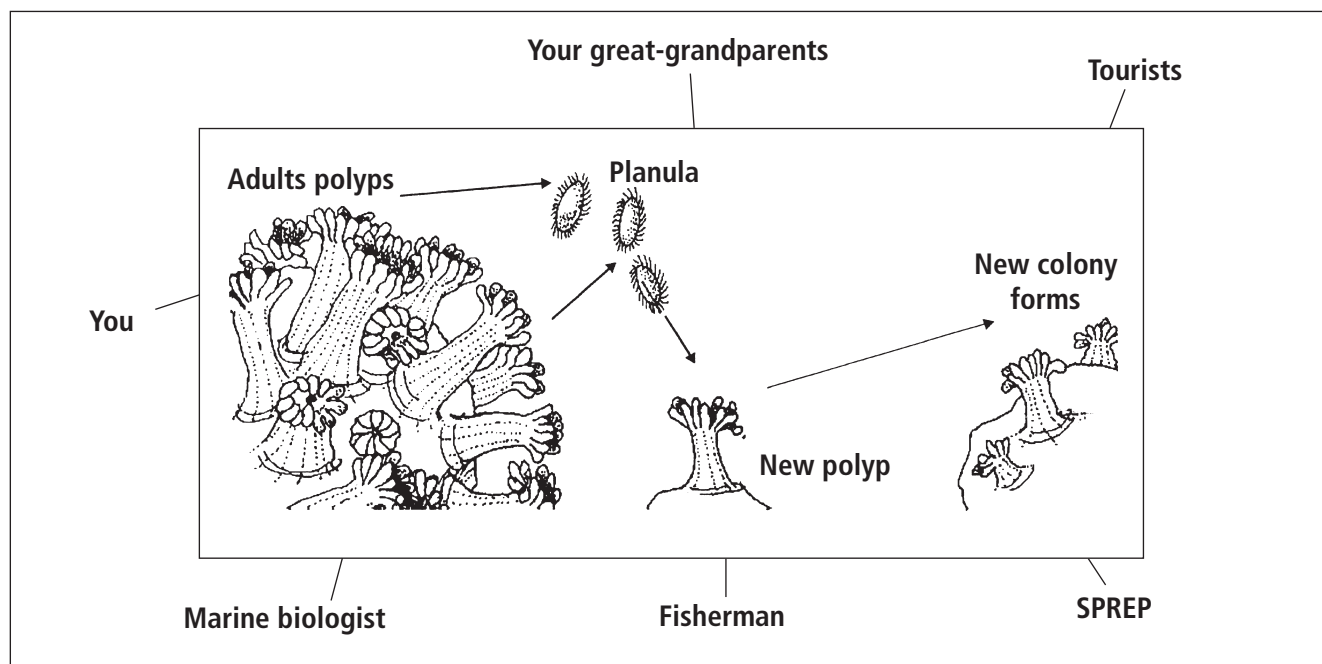 Your great-grandparents
Tourists
Adults polyps
Planula
New colony
forms
You
New polyp
Marine biologist
Fisherman
SPREP